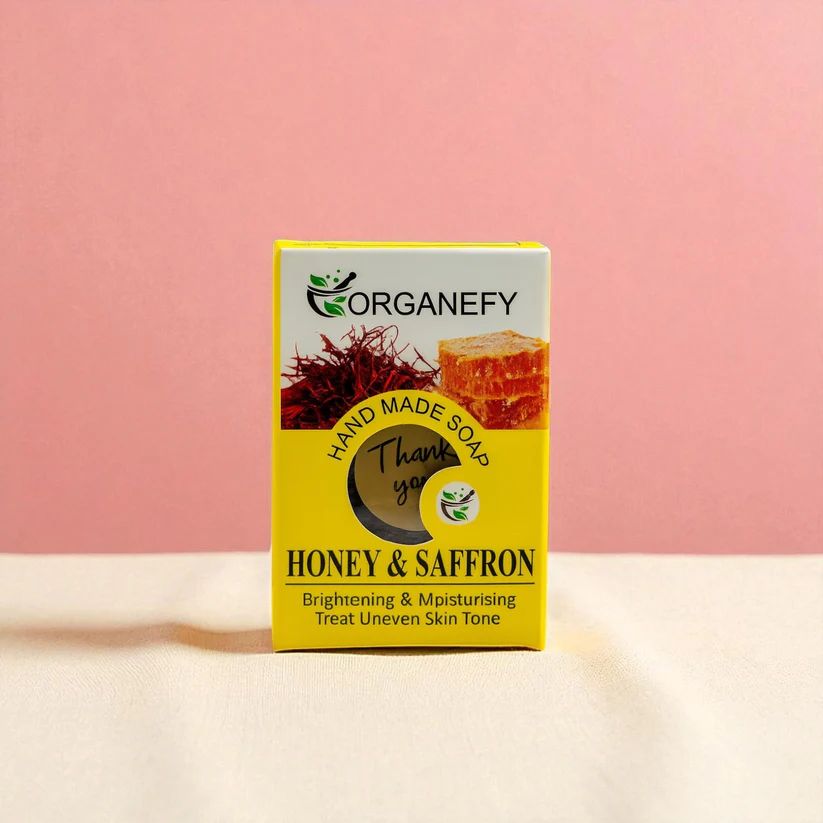 ORGANEFY
HAND MADE SOAP
Thank
you
HONEY & SAFFRON
Brightening & Mpisturising
Treat Uneven Skin Tone